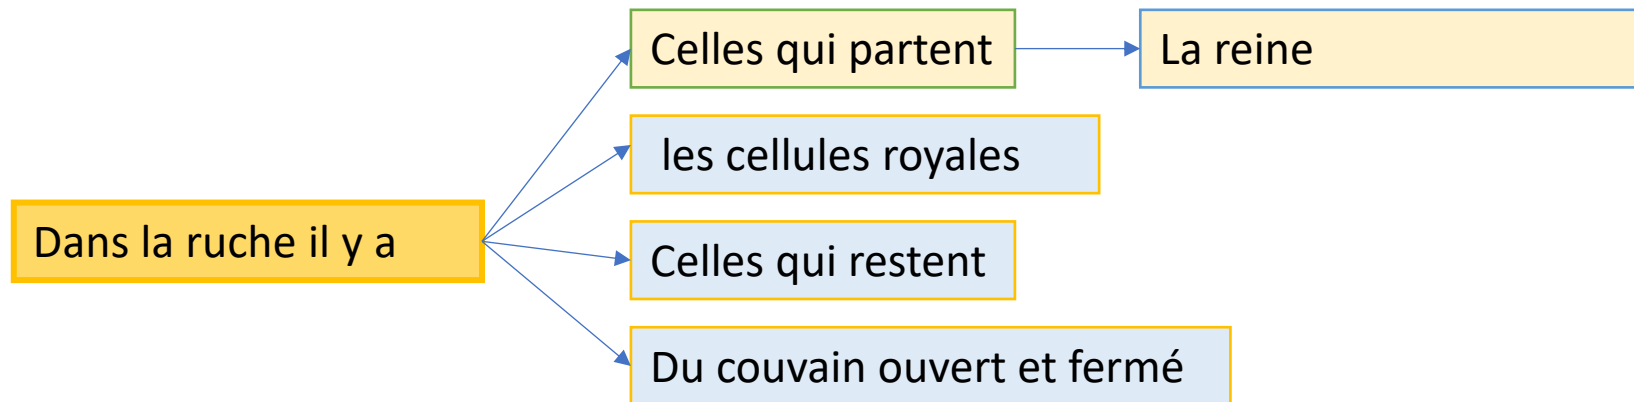 Celles qui partent
La reine
les cellules royales
Dans la ruche il y a
Celles qui restent
Du couvain ouvert et fermé